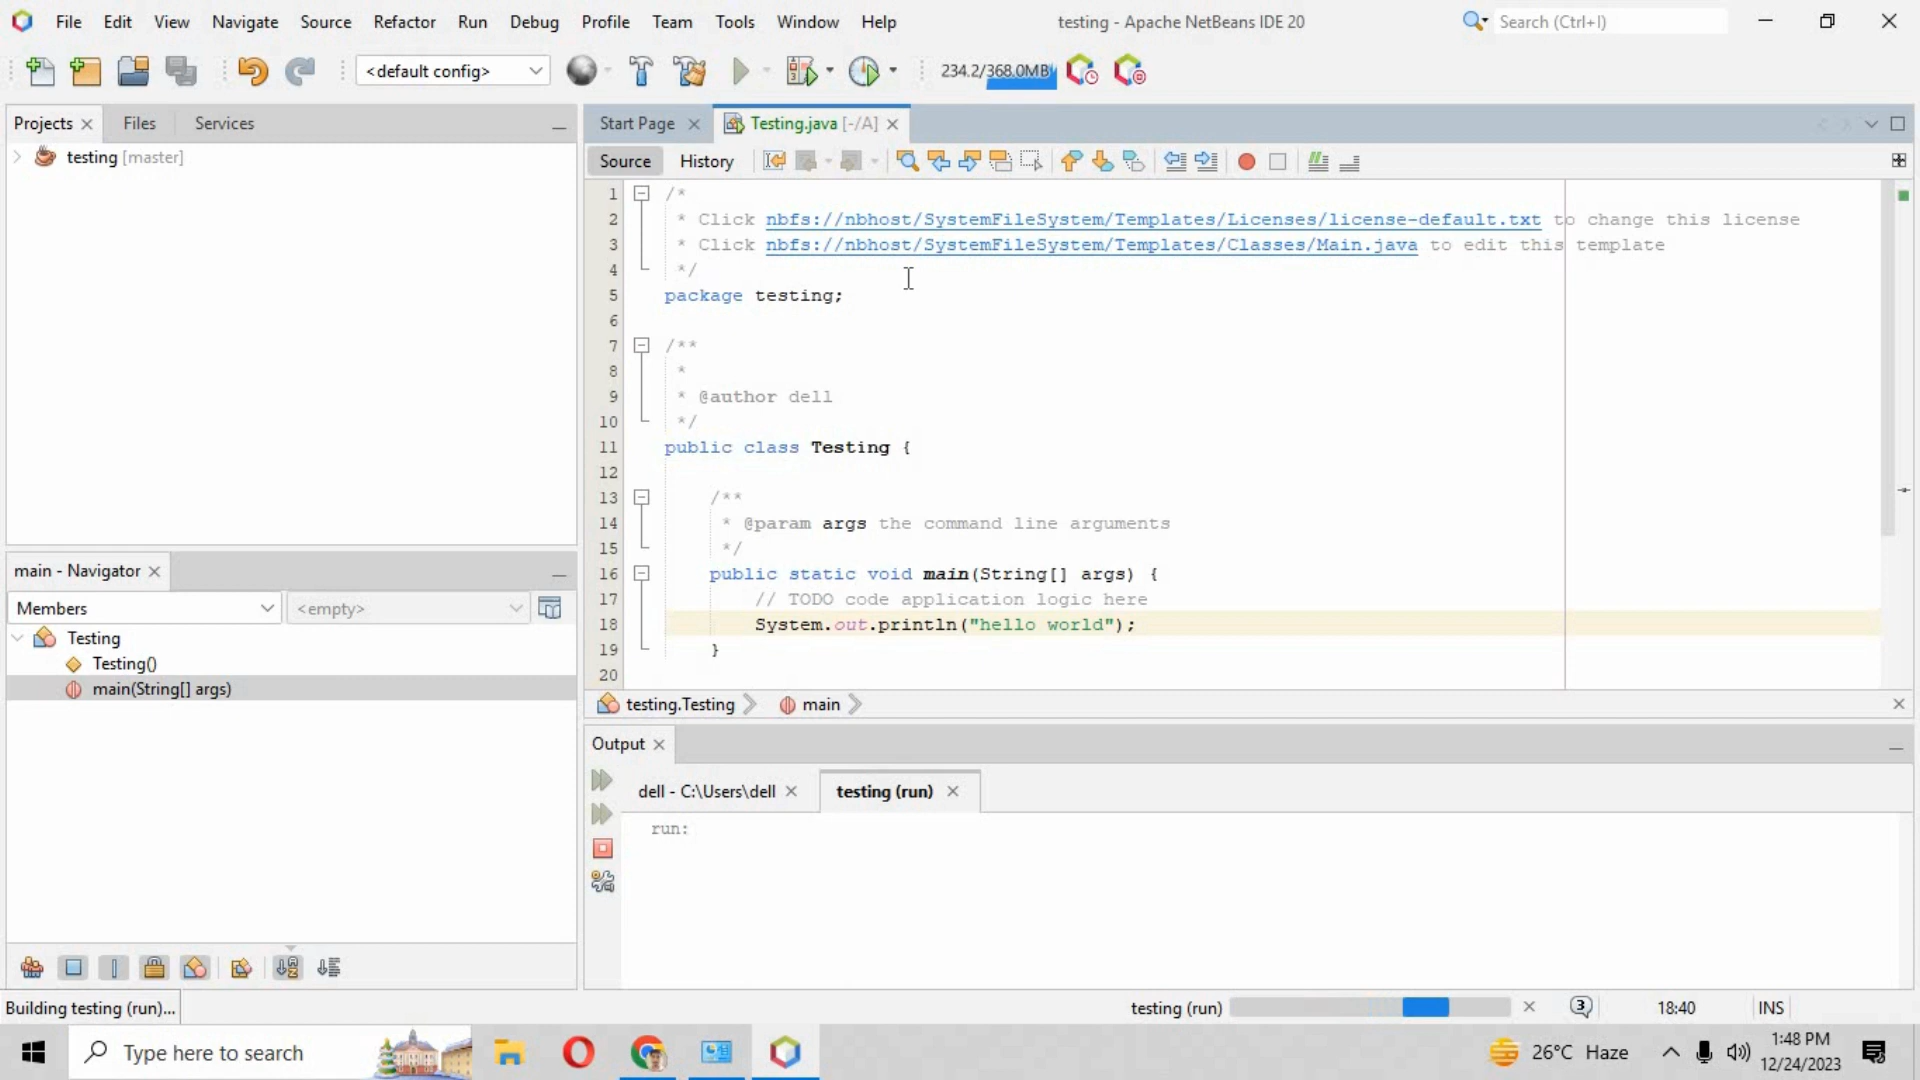 File Edit View Navigate Source Refactor Run Debug Profile Team Tools Window Help testing - Apache NetBeans IDE 20 Search (Ctrl+I)
<default config> 234.2/368.0MB
Projects Files Services
testing [master]
Start Page Testing.java [-/A]
Source History
1 /*
2 * Click nbfs://nbhost/SystemFileSystem/Templates/Licenses/license-default.txt to change this license
3 * Click nbfs://nbhost/SystemFileSystem/Templates/Classes/Main.java to edit this template
4 */
5 package testing;
6
7 /**
8 *
9 * @author dell
10 */
11 public class Testing {
12
13 /**
14 * @param args the command line arguments
15 */
16 public static void main(String[] args) {
17 // TODO code application logic here
18 System.out.println("hello world");
19 }
20
testing.Testing main
main - Navigator
Members <empty>
Testing
Testing()
main(String[] args)
Output
dell - C:\Users\dell testing (run)
run:
Building testing (run)... testing (run) 3 18:40 INS
Type here to search 26°C Haze 1:48 PM
12/24/2023